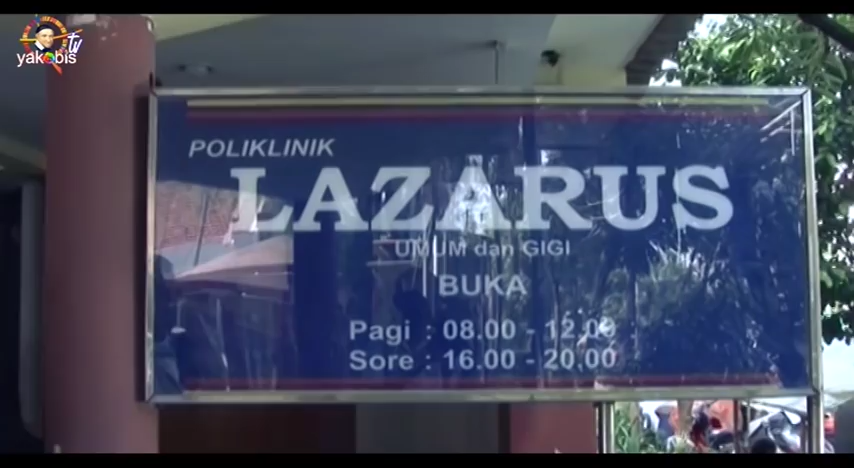 TV
yakobis
POLIKLINIK
LAZARUS
UMUM dan GIGI
BUKA
Pagi : 08.00 - 12.00
Sore : 16.00 - 20.00